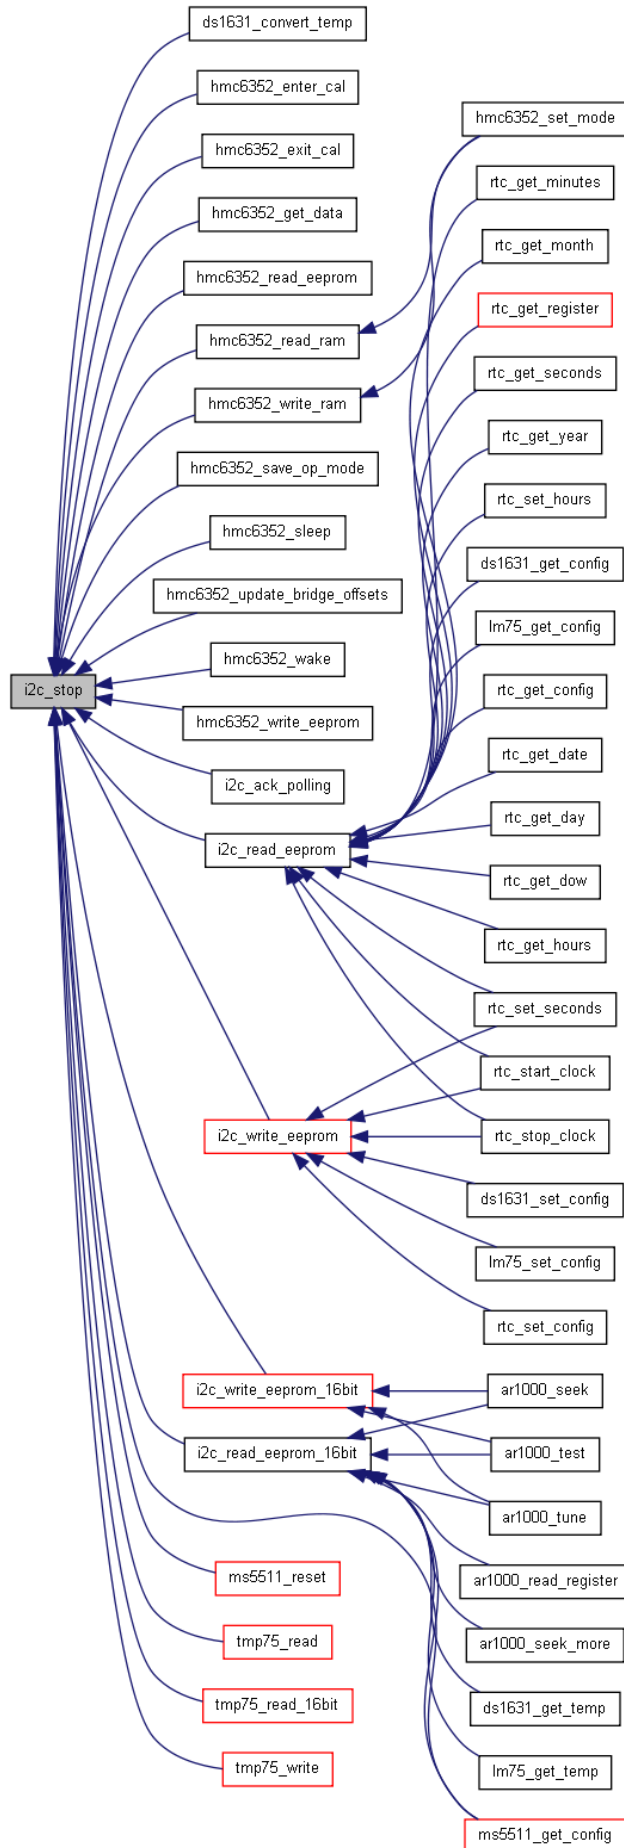 ds1631_convert_temp
hmc6352_enter_cal
hmc6352_exit_cal
hmc6352_get_data
hmc6352_read_eeprom
hmc6352_read_ram
hmc6352_write_ram
hmc6352_save_op_mode
hmc6352_sleep
hmc6352_update_bridge_offsets
hmc6352_wake
i2c_stop
hmc6352_write_eeprom
i2c_ack_polling
i2c_read_eeprom
i2c_write_eeprom
i2c_write_eeprom_16bit
i2c_read_eeprom_16bit
ms5511_reset
tmp75_read
tmp75_read_16bit
tmp75_write
hmc6352_set_mode
rtc_get_minutes
rtc_get_month
rtc_get_register
rtc_get_seconds
rtc_get_year
rtc_set_hours
ds1631_get_config
lm75_get_config
rtc_get_config
rtc_get_date
rtc_get_day
rtc_get_dow
rtc_get_hours
rtc_set_seconds
rtc_start_clock
rtc_stop_clock
ds1631_set_config
lm75_set_config
rtc_set_config
ar1000_seek
ar1000_test
ar1000_tune
ar1000_read_register
ar1000_seek_more
ds1631_get_temp
lm75_get_temp
ms5511_get_config